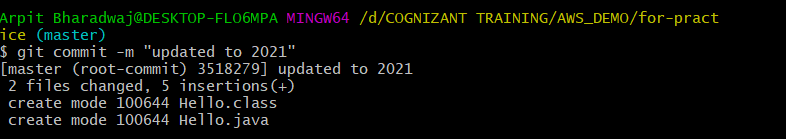 Arpit Bharadwaj@DESKTOP-FLO6MPA MINGW64 /d/COGNIZANT TRAINING/AWS_DEMO/for-pract
ice (master)
$ git commit -m "updated to 2021"
[master (root-commit) 3518279] updated to 2021
 2 files changed, 5 insertions(+)
 create mode 100644 Hello.class
 create mode 100644 Hello.java